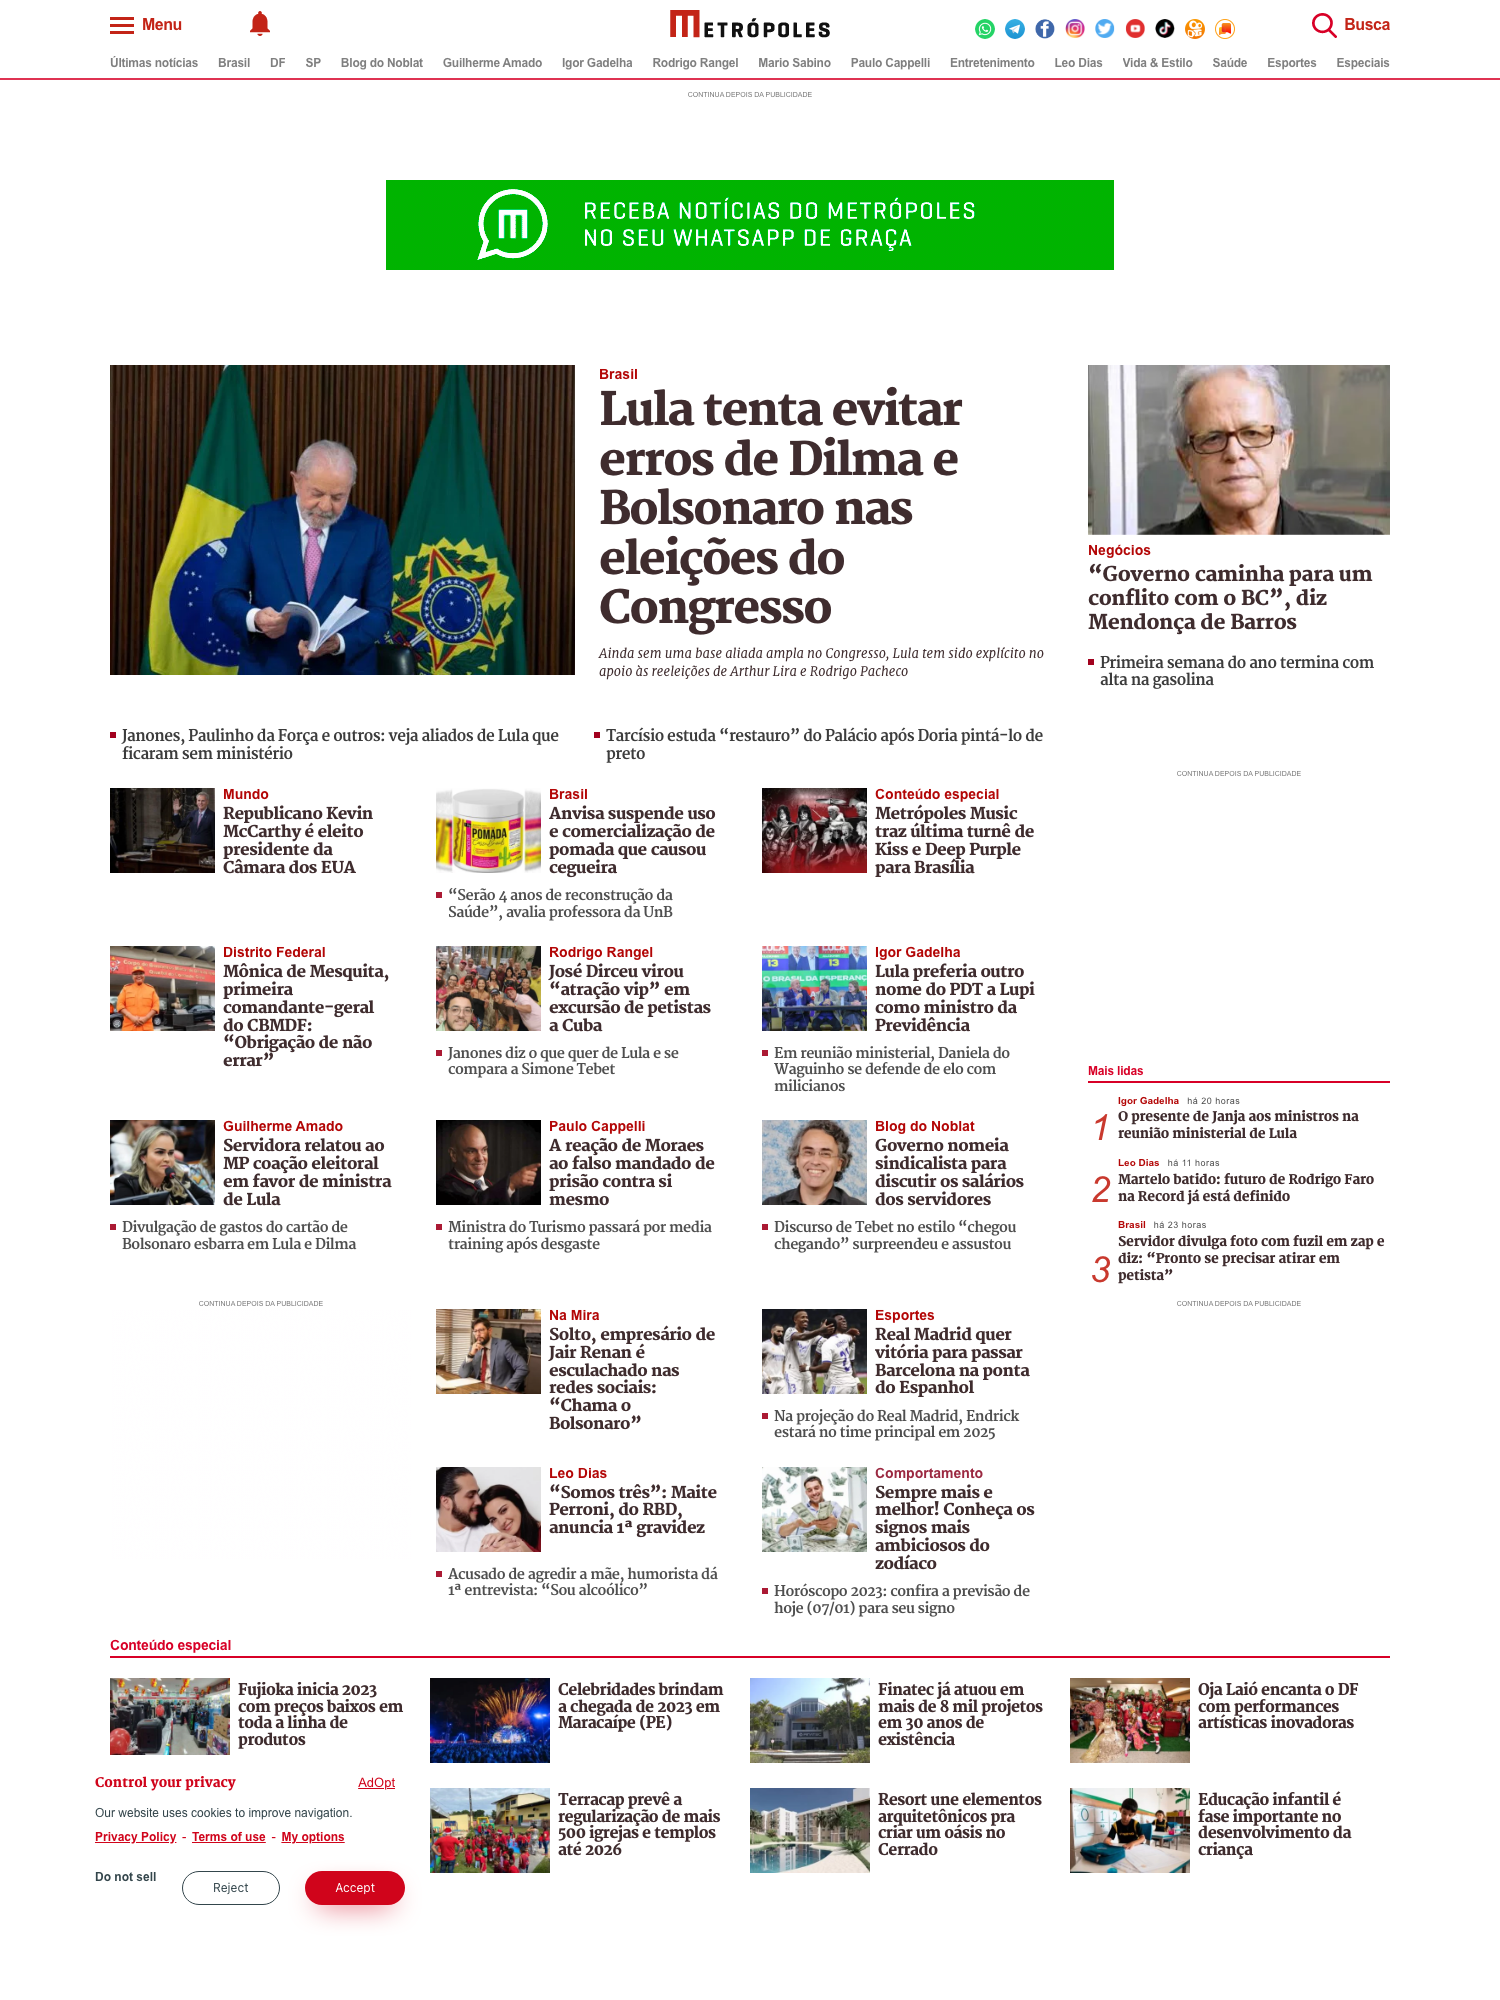 Menu
METRÓPOLES
Busca
Últimas notícias Brasil DF SP Blog do Noblat Guilherme Amado Igor Gadelha Rodrigo Rangel Mario Sabino Paulo Cappelli Entretenimento Leo Dias Vida & Estilo Saúde Esportes Especiais
CONTINUA DEPOIS DA PUBLICIDADE
RECEBA NOTÍCIAS DO METRÓPOLES
NO SEU WHATSAPP DE GRAÇA
Brasil
Lula tenta evitar
erros de Dilma e
Bolsonaro nas
eleições do
Congresso
Ainda sem uma base aliada ampla no Congresso, Lula tem sido explícito no
apoio às reeleições de Arthur Lira e Rodrigo Pacheco
Negócios
“Governo caminha para um
conflito com o BC”, diz
Mendonça de Barros
Primeira semana do ano termina com
alta na gasolina
Janones, Paulinho da Força e outros: veja aliados de Lula que
ficaram sem ministério
Tarcísio estuda “restauro” do Palácio após Doria pintá-lo de
preto
CONTINUA DEPOIS DA PUBLICIDADE
Mundo
Republicano Kevin
McCarthy é eleito
presidente da
Câmara dos EUA
POMADA
Brasil
Anvisa suspende uso
e comercialização de
pomada que causou
cegueira
“Serão 4 anos de reconstrução da
Saúde”, avalia professora da UnB
Conteúdo especial
Metrópoles Music
traz última turnê de
Kiss e Deep Purple
para Brasília
Distrito Federal
Mônica de Mesquita,
primeira
comandante-geral
do CBMDF:
“Obrigação de não
errar”
Rodrigo Rangel
José Dirceu virou
“atração vip” em
excursão de petistas
a Cuba
Janones diz o que quer de Lula e se
compara a Simone Tebet
13
13
O BRASIL DA ESPERANÇA
Igor Gadelha
Lula preferia outro
nome do PDT a Lupi
como ministro da
Previdência
Em reunião ministerial, Daniela do
Waguinho se defende de elo com
milicianos
Mais lidas
Igor Gadelha há 20 horas
1
O presente de Janja aos ministros na
reunião ministerial de Lula
Leo Dias há 11 horas
2
Martelo batido: futuro de Rodrigo Faro
na Record já está definido
Brasil há 23 horas
3
Servidor divulga foto com fuzil em zap e
diz: “Pronto se precisar atirar em
petista”
Guilherme Amado
Servidora relatou ao
MP coação eleitoral
em favor de ministra
de Lula
Divulgação de gastos do cartão de
Bolsonaro esbarra em Lula e Dilma
Paulo Cappelli
A reação de Moraes
ao falso mandado de
prisão contra si
mesmo
Ministra do Turismo passará por media
training após desgaste
Blog do Noblat
Governo nomeia
sindicalista para
discutir os salários
dos servidores
Discurso de Tebet no estilo “chegou
chegando” surpreendeu e assustou
CONTINUA DEPOIS DA PUBLICIDADE
CONTINUA DEPOIS DA PUBLICIDADE
Na Mira
Solto, empresário de
Jair Renan é
esculachado nas
redes sociais:
“Chama o
Bolsonaro”
Esportes
Real Madrid quer
vitória para passar
Barcelona na ponta
do Espanhol
Na projeção do Real Madrid, Endrick
estará no time principal em 2025
Leo Dias
“Somos três”: Maite
Perroni, do RBD,
anuncia 1ª gravidez
Acusado de agredir a mãe, humorista dá
1ª entrevista: “Sou alcoólico”
Comportamento
Sempre mais e
melhor! Conheça os
signos mais
ambiciosos do
zodíaco
Horóscopo 2023: confira a previsão de
hoje (07/01) para seu signo
Conteúdo especial
Fujioka inicia 2023
com preços baixos em
toda a linha de
produtos
Celebridades brindam
a chegada de 2023 em
Maracaípe (PE)
Finatec já atuou em
mais de 8 mil projetos
em 30 anos de
existência
Oja Laió encanta o DF
com performances
artísticas inovadoras
Terracap prevê a
regularização de mais
500 igrejas e templos
até 2026
Resort une elementos
arquitetônicos pra
criar um oásis no
Cerrado
Educação infantil é
fase importante no
desenvolvimento da
criança
Control your privacy
AdOpt
Our website uses cookies to improve navigation.
Privacy Policy - Terms of use - My options
Do not sell
Reject
Accept